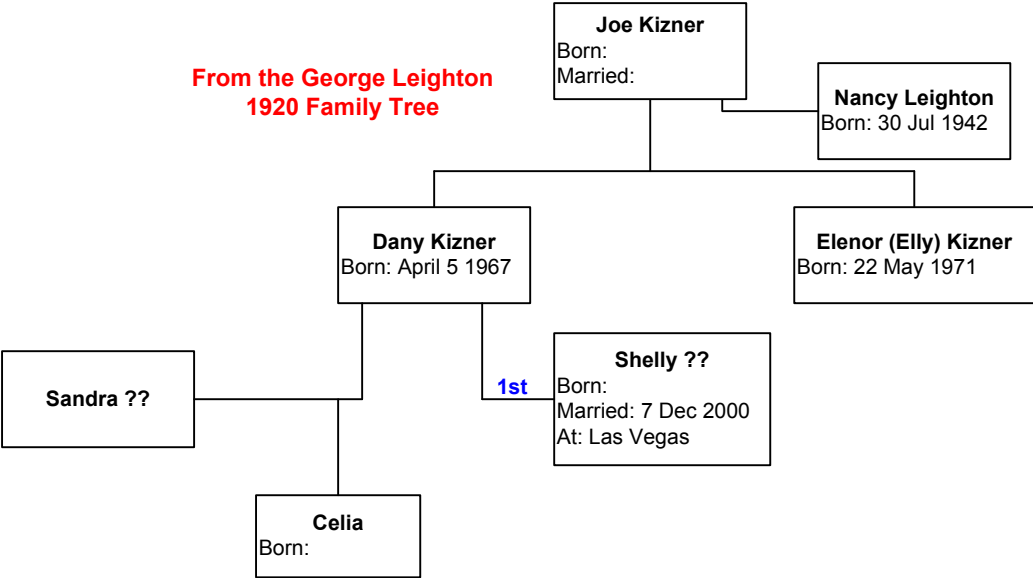 Joe Kizner
Born:
Married:
From the George Leighton
1920 Family Tree
Nancy Leighton
Born: 30 Jul 1942
Dany Kizner
Born: April 5 1967
Elenor (Elly) Kizner
Born: 22 May 1971
Sandra ??
1st
Shelly ??
Born:
Married: 7 Dec 2000
At: Las Vegas
Celia
Born: